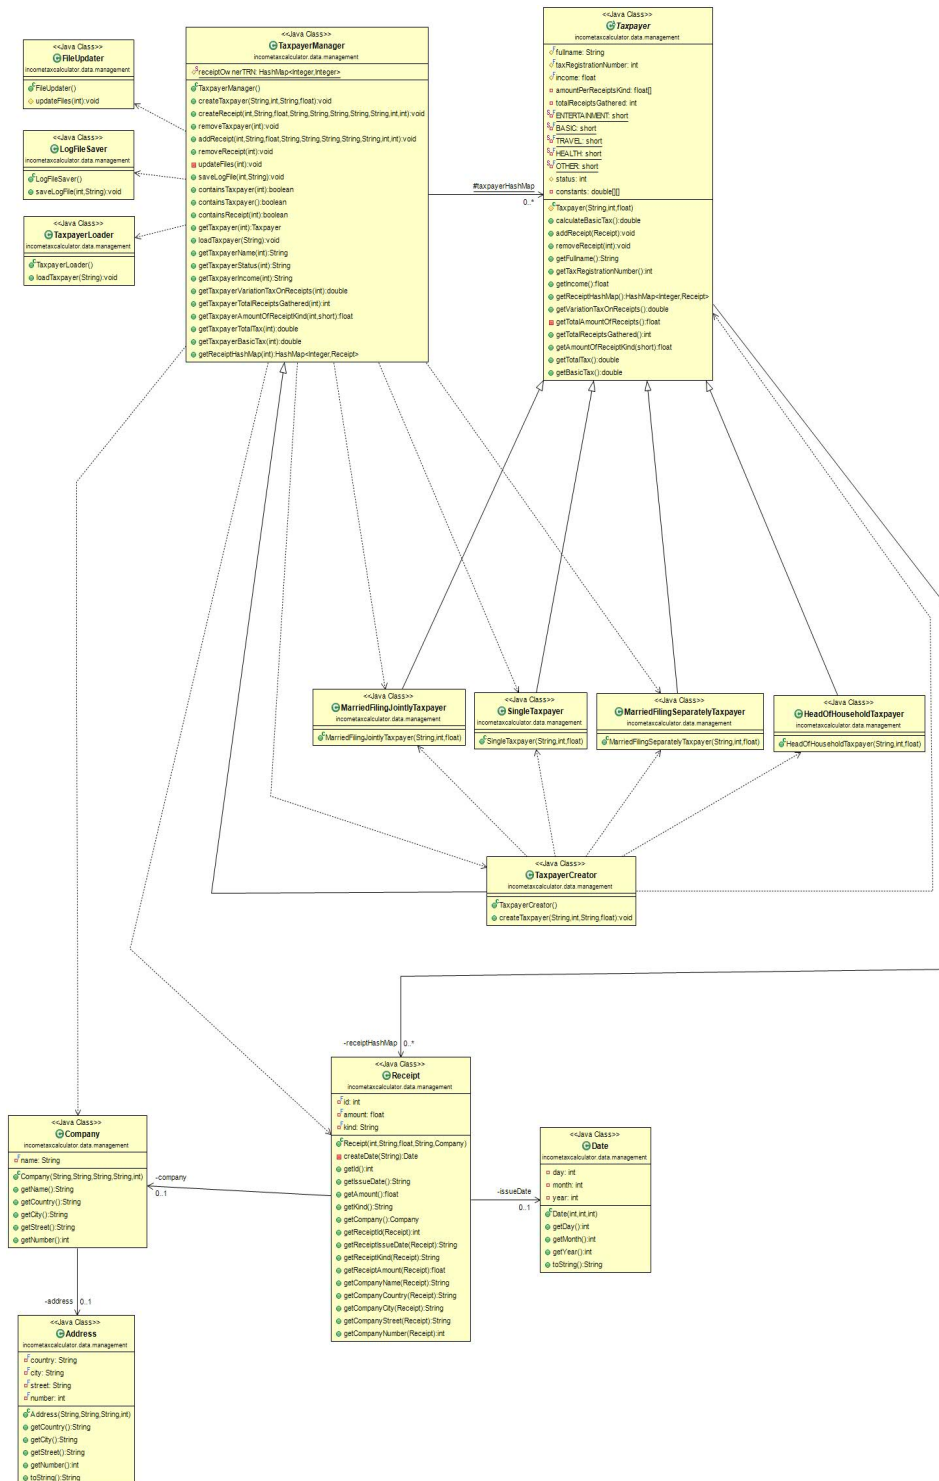 <<Java Class>>
FileUpdater
incometaxcalculator.data.management
FileUpdater()
updateFiles(int):void
<<Java Class>>
LogFileSaver
incometaxcalculator.data.management
LogFileSaver()
saveLogFile(int,String):void
<<Java Class>>
TaxpayerLoader
incometaxcalculator.data.management
TaxpayerLoader()
loadTaxpayer(String):void
<<Java Class>>
TaxpayerManager
incometaxcalculator.data.management
receiptOwnerTRN: HashMap<Integer,Integer>
TaxpayerManager()
createTaxpayer(String,int,String,float):void
createReceipt(int,String,float,String,String,String,String,String,int,int):void
removeTaxpayer(int):void
addReceipt(int,String,float,String,String,String,String,String,int,int):void
removeReceipt(int):void
updateFiles(int):void
saveLogFile(int,String):void
containsTaxpayer(int):boolean
containsTaxpayer():boolean
containsReceipt(int):boolean
getTaxpayer(int):Taxpayer
loadTaxpayer(String):void
getTaxpayerName(int):String
getTaxpayerStatus(int):String
getTaxpayerIncome(int):String
getTaxpayerVariationTaxOnReceipts(int):double
getTaxpayerTotalReceiptsGathered(int):int
getTaxpayerAmountOfReceiptKind(int,short):float
getTaxpayerTotalTax(int):double
getTaxpayerBasicTax(int):double
getReceiptHashMap(int):HashMap<Integer,Receipt>
#taxpayerHashMap
0..*
<<Java Class>>
Taxpayer
incometaxcalculator.data.management
fullname: String
taxRegistrationNumber: int
income: float
amountPerReceiptsKind: float[]
totalReceiptsGathered: int
ENTERTAINMENT: short
BASIC: short
TRAVEL: short
HEALTH: short
OTHER: short
status: int
constants: double[][]
Taxpayer(String,int,float)
calculateBasicTax():double
addReceipt(Receipt):void
removeReceipt(int):void
getFullname():String
getTaxRegistrationNumber():int
getIncome():float
getReceiptHashMap():HashMap<Integer,Receipt>
getVariationTaxOnReceipts():double
getTotalAmountOfReceipts():float
getTotalReceiptsGathered():int
getAmountOfReceiptKind(short):float
getTotalTax():double
getBasicTax():double
<<Java Class>>
MarriedFilingJointlyTaxpayer
incometaxcalculator.data.management
MarriedFilingJointlyTaxpayer(String,int,float)
<<Java Class>>
SingleTaxpayer
incometaxcalculator.data.management
SingleTaxpayer(String,int,float)
<<Java Class>>
MarriedFilingSeparatelyTaxpayer
incometaxcalculator.data.management
MarriedFilingSeparatelyTaxpayer(String,int,float)
<<Java Class>>
HeadOfHouseholdTaxpayer
incometaxcalculator.data.management
HeadOfHouseholdTaxpayer(String,int,float)
<<Java Class>>
TaxpayerCreator
incometaxcalculator.data.management
TaxpayerCreator()
createTaxpayer(String,int,String,float):void
-receiptHashMap
0..*
<<Java Class>>
Receipt
incometaxcalculator.data.management
id: int
amount: float
kind: String
Receipt(int,String,float,String,Company)
createDate(String):Date
getId():int
getIssueDate():String
getAmount():float
getKind():String
getCompany():Company
getReceiptId(Receipt):int
getReceiptIssueDate(Receipt):String
getReceiptKind(Receipt):String
getReceiptAmount(Receipt):float
getCompanyName(Receipt):String
getCompanyCountry(Receipt):String
getCompanyCity(Receipt):String
getCompanyStreet(Receipt):String
getCompanyNumber(Receipt):int
-company
0..1
-issueDate
0..1
<<Java Class>>
Company
incometaxcalculator.data.management
name: String
Company(String,String,String,String,int)
getName():String
getCountry():String
getCity():String
getStreet():String
getNumber():int
<<Java Class>>
Date
incometaxcalculator.data.management
day: int
month: int
year: int
Date(int,int,int)
getDay():int
getMonth():int
getYear():int
toString():String
-address
0..1
<<Java Class>>
Address
incometaxcalculator.data.management
country: String
city: String
street: String
number: int
Address(String,String,String,int)
getCountry():String
getCity():String
getStreet():String
getNumber():int
toString():String